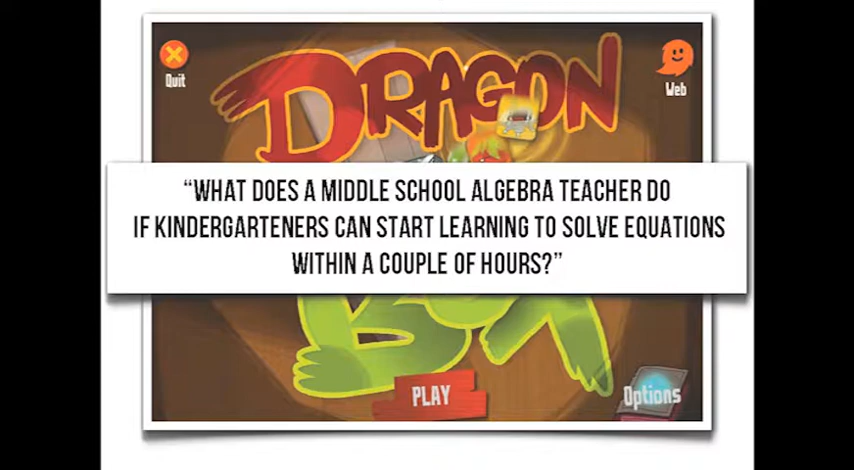 DRAGON
Quit
Web
“WHAT DOES A MIDDLE SCHOOL ALGEBRA TEACHER DO
IF KINDERGARTENERS CAN START LEARNING TO SOLVE EQUATIONS
WITHIN A COUPLE OF HOURS?”
BOX
PLAY
Options